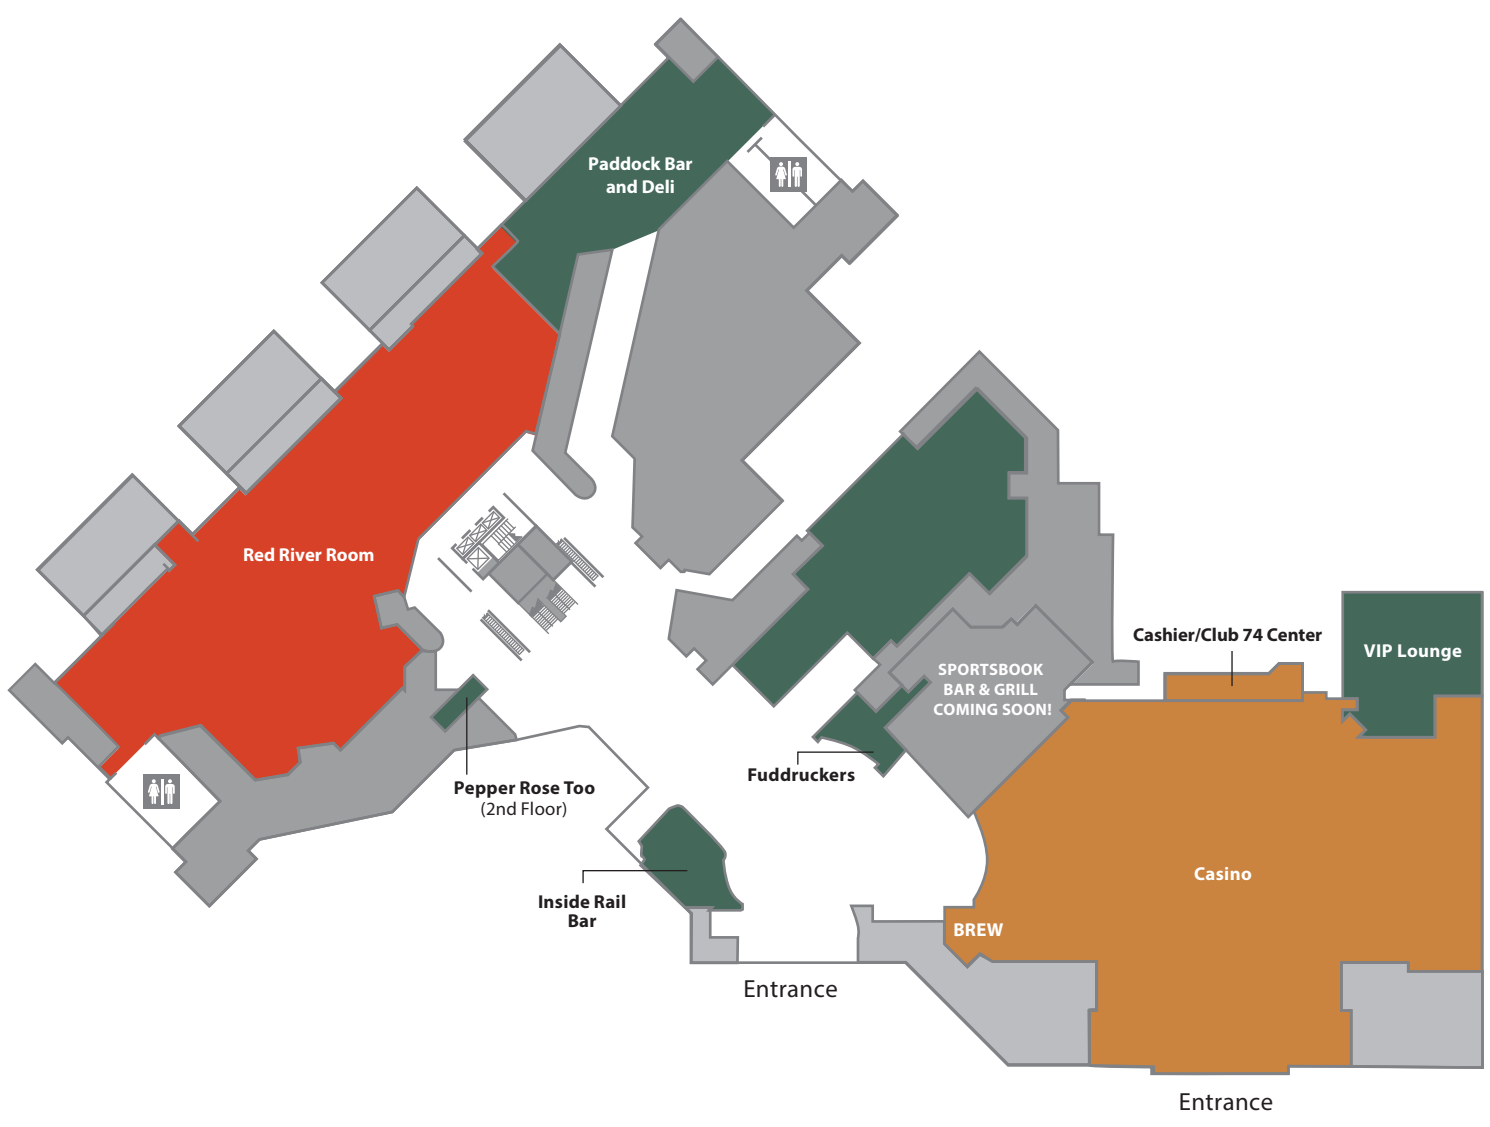 Paddock Bar
and Deli
Red River Room
Cashier/Club 74 Center
VIP Lounge
SPORTSBOOK
BAR & GRILL
COMING SOON!
Fuddruckers
Pepper Rose Too
(2nd Floor)
Casino
Inside Rail
Bar
BREW
Entrance
Entrance